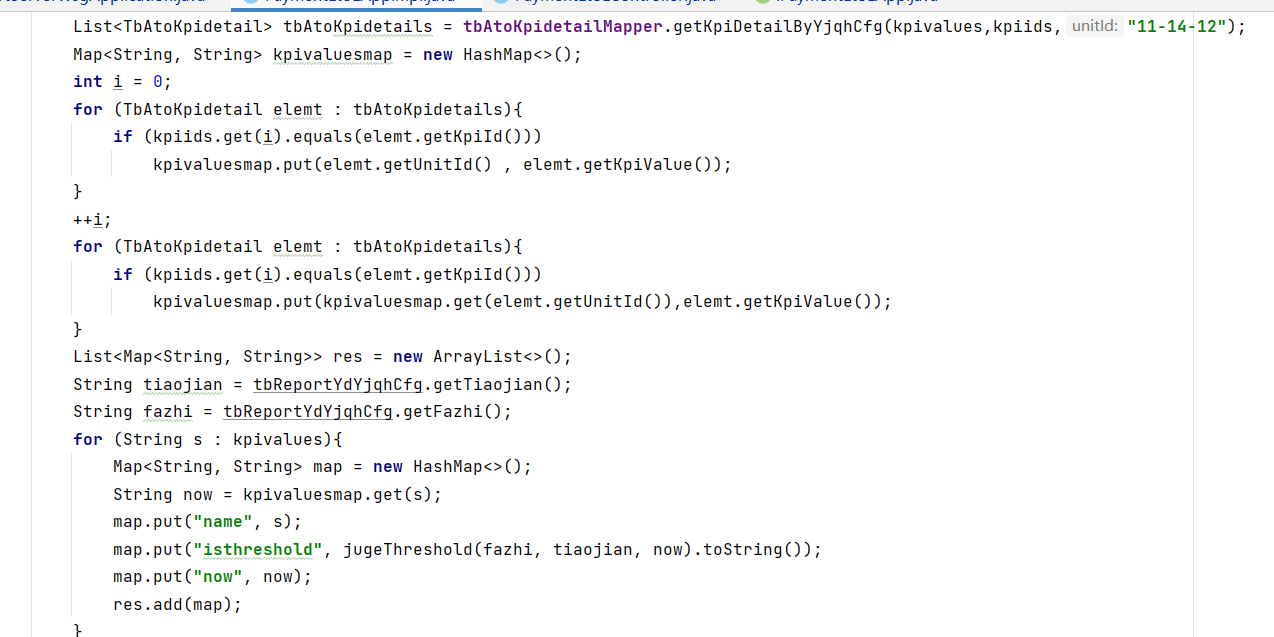 List<TbAtoKpidetail> tbAtoKpidetails = tbAtoKpidetailMapper.getKpiDetailByYjqhCfg(kpivalues,kpiids, unitId: "11-14-12");
Map<String, String> kpivaluesmap = new HashMap<>();
int i = 0;
for (TbAtoKpidetail elemt : tbAtoKpidetails){
if (kpiids.get(i).equals(elemt.getKpiId()))
kpivaluesmap.put(elemt.getUnitId() , elemt.getKpiValue());
}
++i;
for (TbAtoKpidetail elemt : tbAtoKpidetails){
if (kpiids.get(i).equals(elemt.getKpiId()))
kpivaluesmap.put(kpivaluesmap.get(elemt.getUnitId()),elemt.getKpiValue());
}
List<Map<String, String>> res = new ArrayList<>();
String tiaojian = tbReportYdYjqhCfg.getTiaojian();
String fazhi = tbReportYdYjqhCfg.getFazhi();
for (String s : kpivalues){
Map<String, String> map = new HashMap<>();
String now = kpivaluesmap.get(s);
map.put("name", s);
map.put("isthreshold", jugeThreshold(fazhi, tiaojian, now).toString());
map.put("now", now);
res.add(map);
}